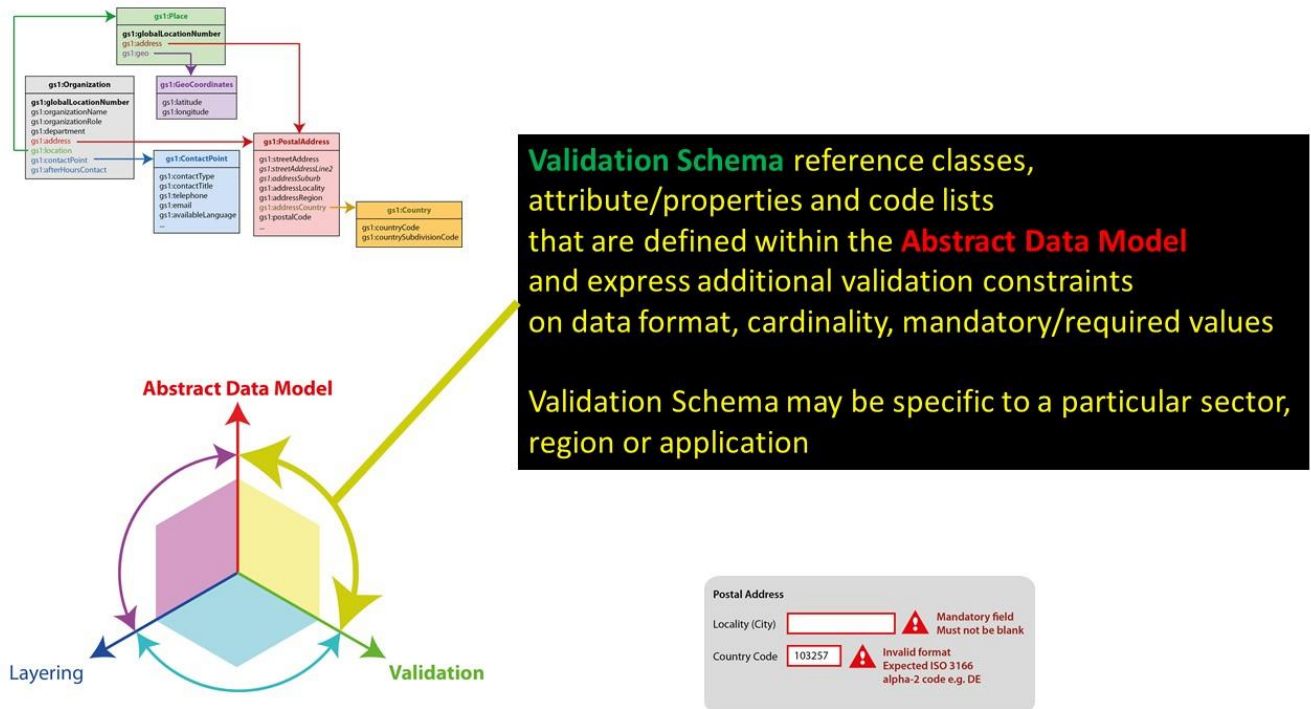 gs1:Place
gs1:globalLocationNumber
gs1:address
gs1:geo
gs1:Organization
gs1:globalLocationNumber
gs1:organizationName
gs1:organizationRole
gs1:department
gs1:address
gs1:location
gs1:contactPoint
gs1:afterHoursContact
gs1:GeoCoordinates
gs1:latitude
gs1:longitude
gs1:ContactPoint
gs1:contactType
gs1:contactTitle
gs1:telephone
gs1:email
gs1:availableLanguage
...
gs1:PostalAddress
gs1:streetAddress
gs1:streetAddressLine2
gs1:addressSuburb
gs1:addressLocality
gs1:addressRegion
gs1:addressCountry
gs1:postalCode
...
gs1:Country
gs1:countryCode
gs1:countrySubdivisionCode
Validation Schema reference classes,
attribute/properties and code lists
that are defined within the Abstract Data Model
and express additional validation constraints
on data format, cardinality, mandatory/required values
Validation Schema may be specific to a particular sector,
region or application
Abstract Data Model
Layering
Validation
Postal Address
Locality (City)
Mandatory field
Must not be blank
Country Code
103257
Invalid format
Expected ISO 3166
alpha-2 code e.g. DE